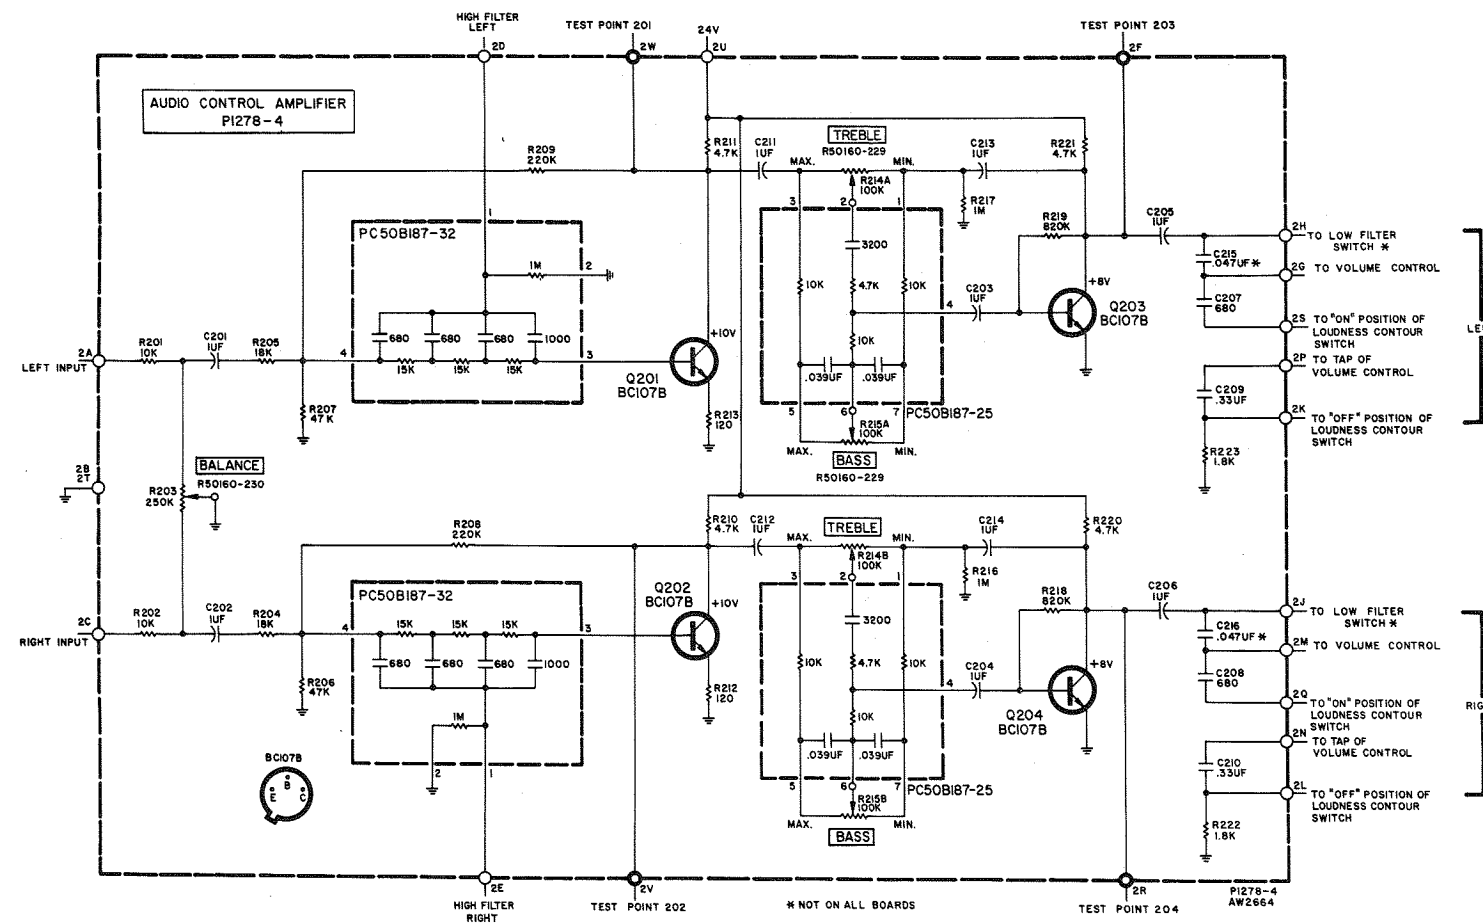 HIGH FILTER
LEFT
TEST POINT 201
24V
TEST POINT 203
2D
2W
2U
2F
AUDIO CONTROL AMPLIFIER
P1278-4
R209
220K
R211
4.7K
C211
1UF
TREBLE
R50160-229
MAX.
MIN.
C213
1UF
R221
4.7K
R214A
100K
R217
1M
3
2
1
1
PC50B187-32
1M
2
680
680
680
1000
15K
15K
15K
4
3
R219
820K
C205
1UF
3200
10K
4.7K
10K
4
C203
1UF
+8V
Q203
BC107B
10K
.039UF
.039UF
5
6
7
PC50B187-25
R215A
100K
MAX.
MIN.
BASS
R50160-229
2H
TO LOW FILTER
SWITCH *
C215
.047UF*
2G
TO VOLUME CONTROL
C207
680
2S
TO "ON" POSITION OF
LOUDNESS CONTOUR
SWITCH
2P
TO TAP OF
VOLUME CONTROL
C209
.33UF
2K
TO "OFF" POSITION OF
LOUDNESS CONTOUR
SWITCH
R223
1.8K
LE
2A
LEFT INPUT
R201
10K
C201
1UF
R205
18K
R207
47K
+10V
Q201
BC107B
R213
120
2B
2T
BALANCE
R50160-230
R203
250K
R208
220K
R210
4.7K
C212
1UF
TREBLE
MAX.
MIN.
C214
1UF
R220
4.7K
R214B
100K
R216
1M
3
2
1
PC50B187-32
Q202
BC107B
+10V
2C
RIGHT INPUT
R202
10K
C202
1UF
R204
18K
4
15K
15K
15K
3
680
680
680
1000
R206
47K
1M
2
1
R212
120
R218
820K
C206
1UF
3200
10K
4.7K
10K
4
C204
1UF
+8V
Q204
BC107B
10K
.039UF
.039UF
5
6
7
PC50B187-25
R215B
100K
MAX.
MIN.
BASS
2J
TO LOW FILTER
SWITCH *
C216
.047UF *
2M
TO VOLUME CONTROL
C208
680
2Q
TO "ON" POSITION OF
LOUDNESS CONTOUR
SWITCH
2N
TO TAP OF
VOLUME CONTROL
C210
.33UF
2L
TO "OFF" POSITION OF
LOUDNESS CONTOUR
SWITCH
R222
1.8K
RIG
BC107B
B
E
C
2E
2V
2R
HIGH FILTER
RIGHT
TEST POINT 202
* NOT ON ALL BOARDS
TEST POINT 204
P1278-4
AW2664